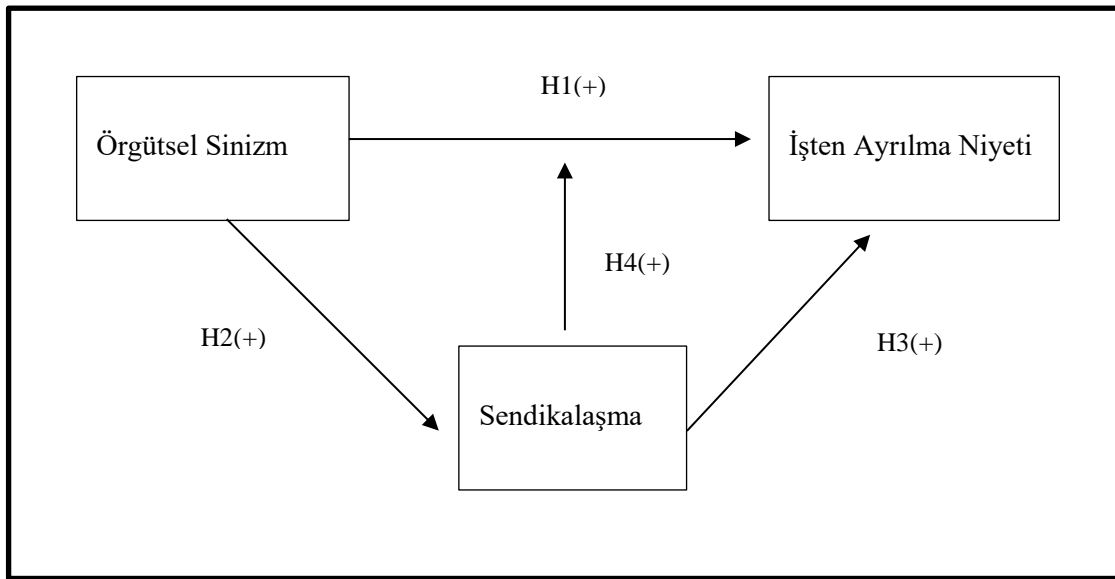 H1(+)
Örgütsel Sinizm
İşten Ayrılma Niyeti
H4(+)
H2(+)
H3(+)
Sendikalaşma